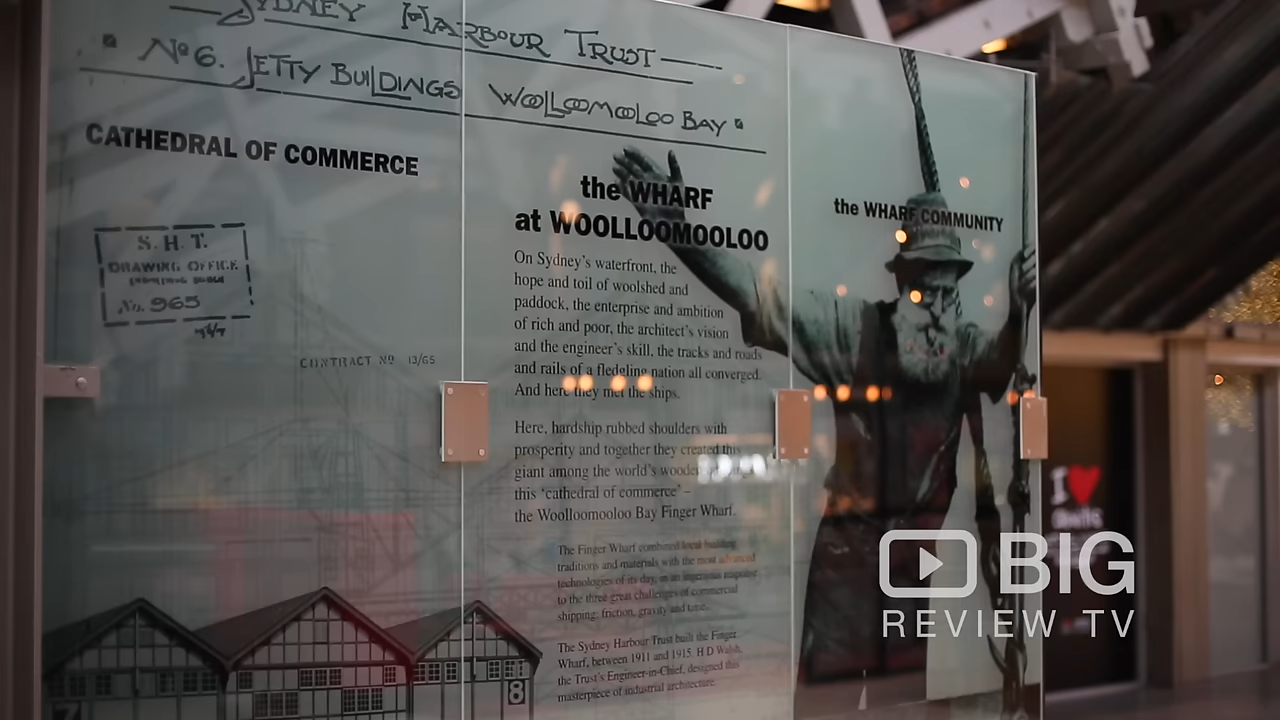 SYDNEY HARBOUR TRUST
No 6. JETTY BUILDINGS WOOLLOOMOOLOO BAY
CATHEDRAL OF COMMERCE
S. H. T.
DRAWING OFFICE
No. 965
CONTRACT No 13/65
7
8
the WHARF
at WOOLLOOMOOLOO
On Sydney's waterfront, the
hope and toil of woolshed and
paddock, the enterprise and ambition
of rich and poor, the architect's vision
and the engineer's skill, the tracks and roads
and rails of a fledgling nation all converged.
And here they met the ships.
Here, hardship rubbed shoulders with
prosperity and together they created this
giant among the world's wooden
this 'cathedral of commerce' –
the Woolloomooloo Bay Finger Wharf.
The Finger Wharf combined local building
traditions and materials with the most advanced
technologies of its day, in an ingenious response
to the three great challenges of commercial
shipping: friction, gravity and time.
The Sydney Harbour Trust built the Finger
Wharf, between 1911 and 1915. H D Walsh,
the Trust's Engineer-in-Chief, designed this
masterpiece of industrial architecture.
the WHARF COMMUNITY
I
BIG
REVIEW TV